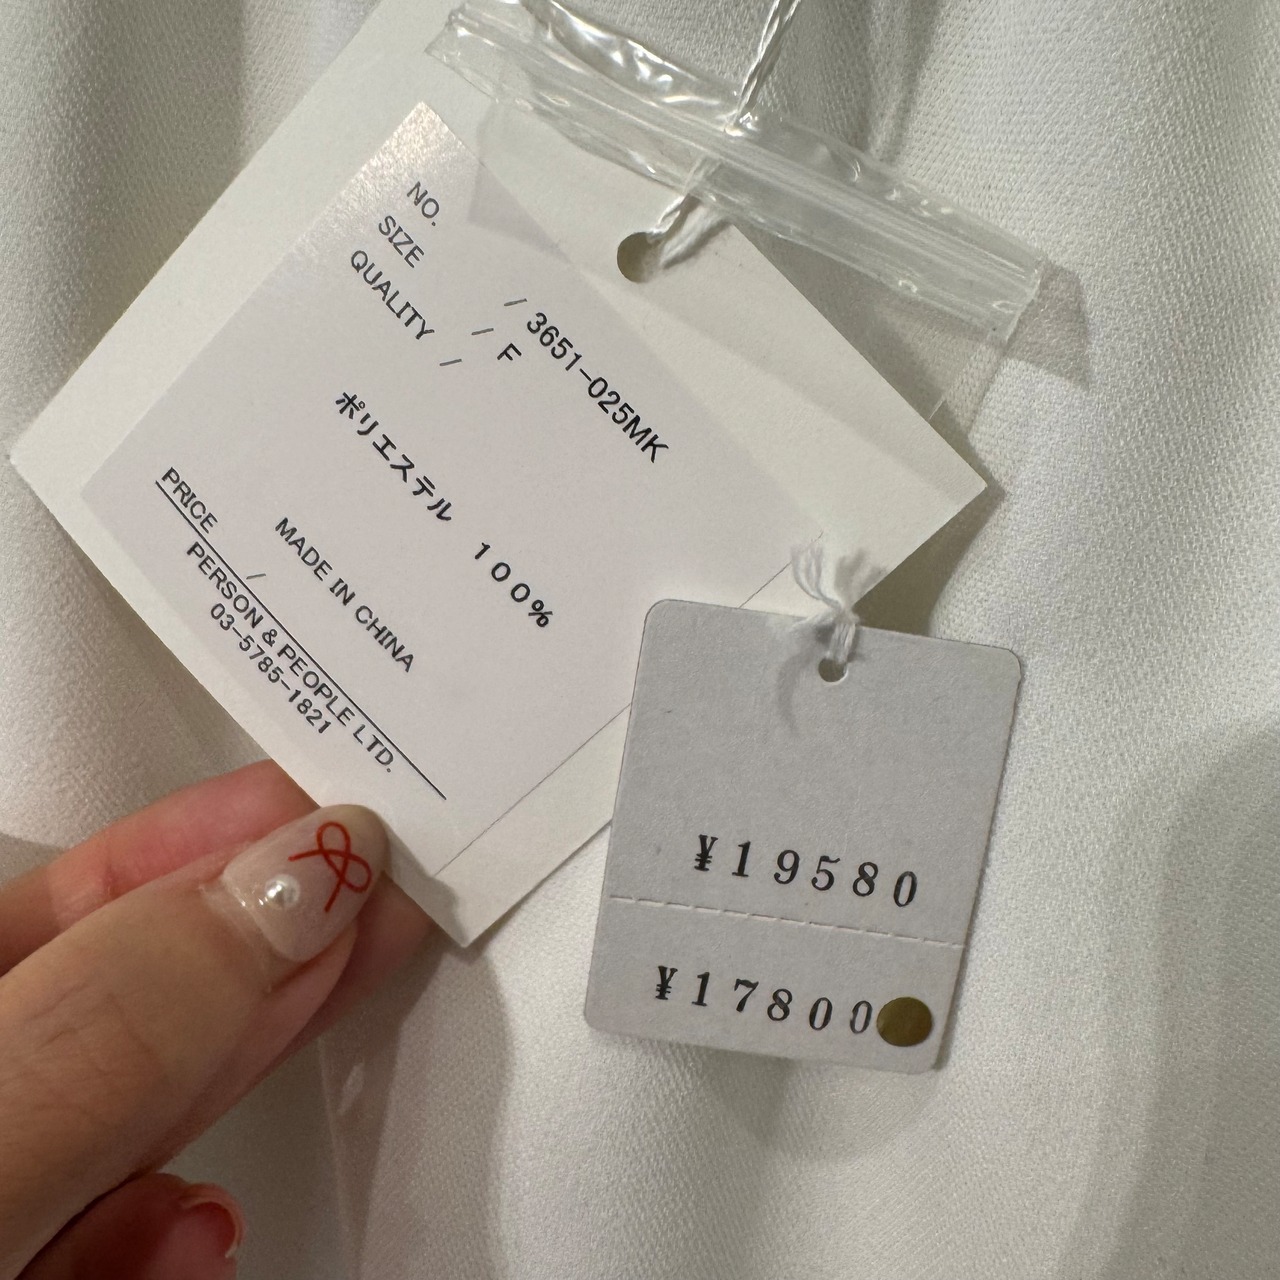 NO. / 3651-025MK
SIZE / F
QUALITY /
ポリエステル 100%
MADE IN CHINA
PRICE /
PERSON & PEOPLE LTD.
03-5785-1821
¥19580
¥17800